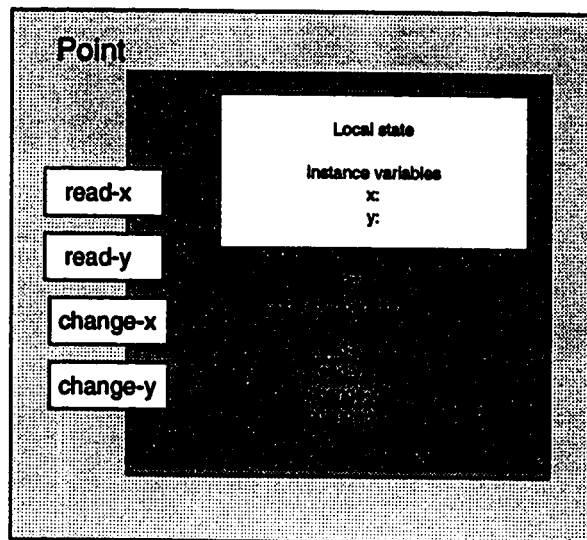 Point
Local state
Instance variables
x:
y:
read-x
read-y
change-x
change-y